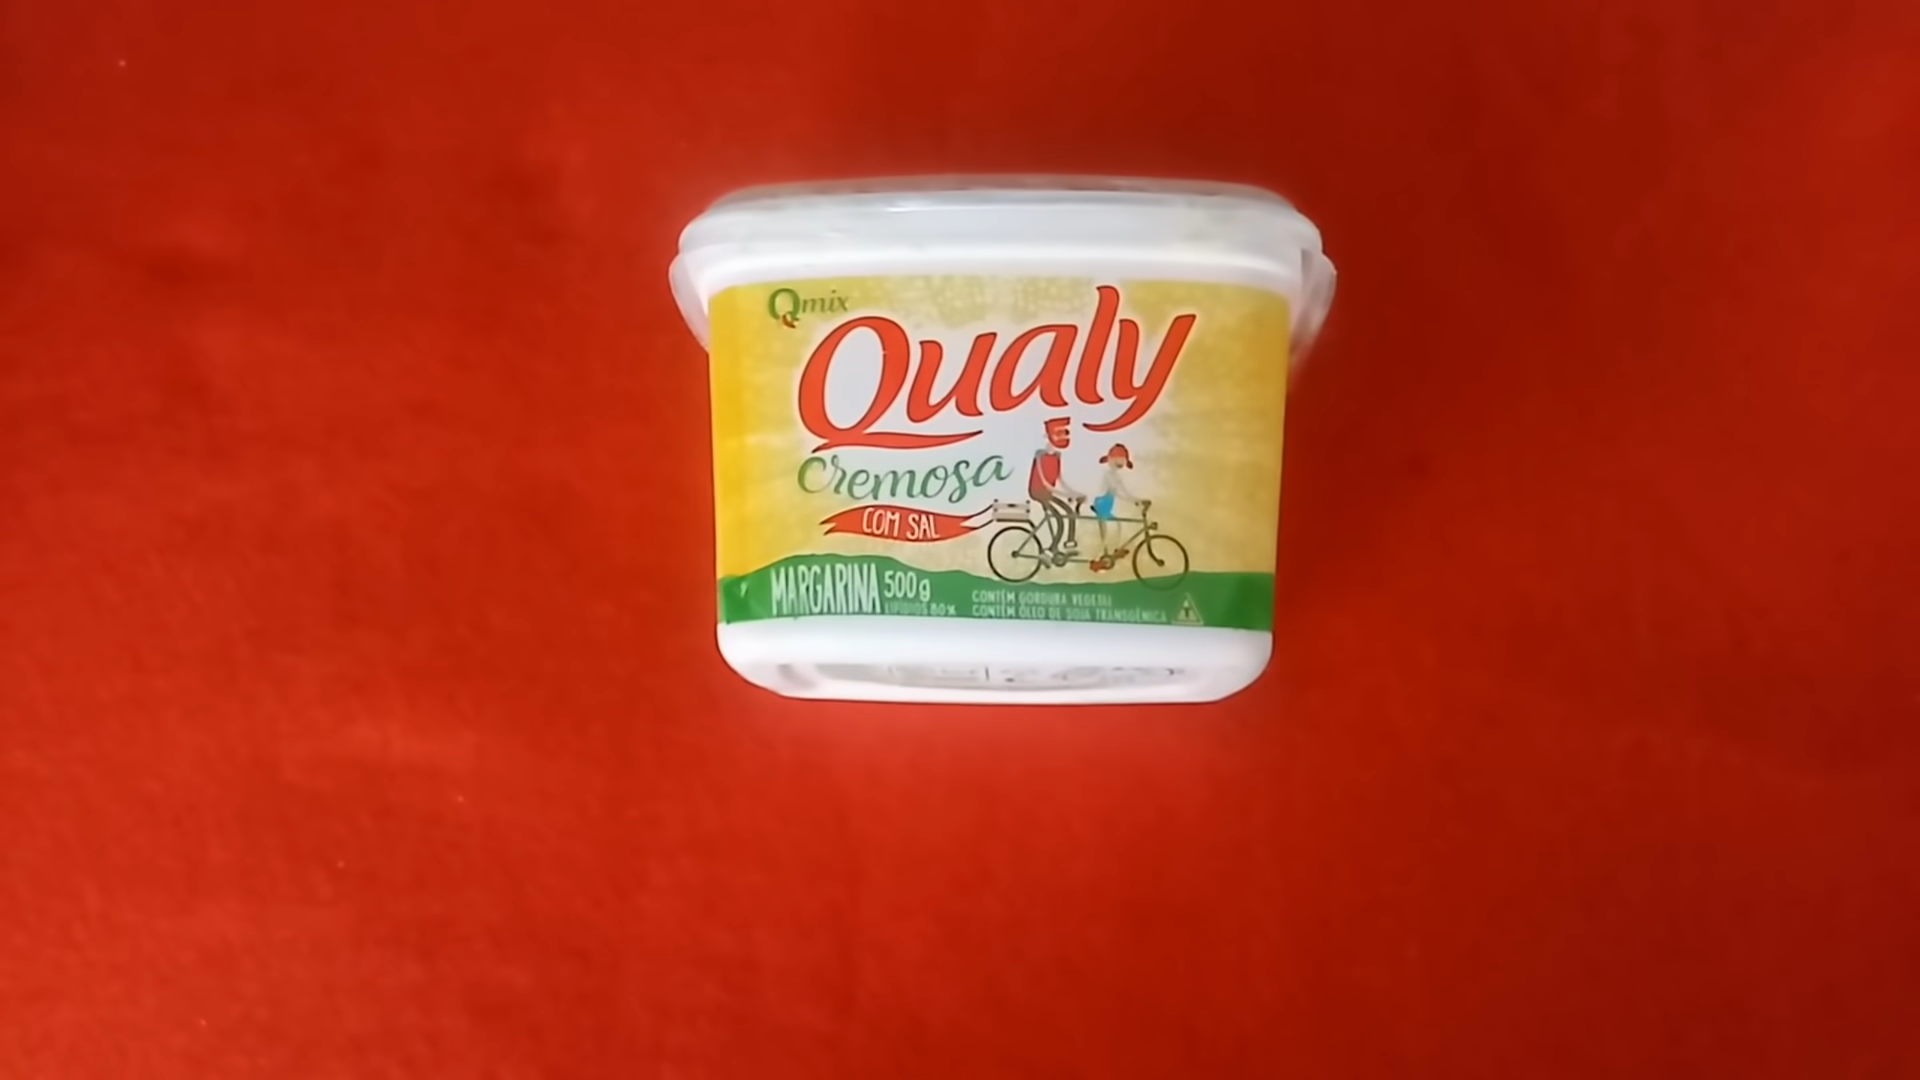 Qmix
Qualy
Cremosa
COM SAL
MARGARINA 500g
LIPÍDIOS 80%
CONTÉM GORDURA VEGETAL
CONTÉM ÓLEO DE SOJA TRANSGÊNICA
T